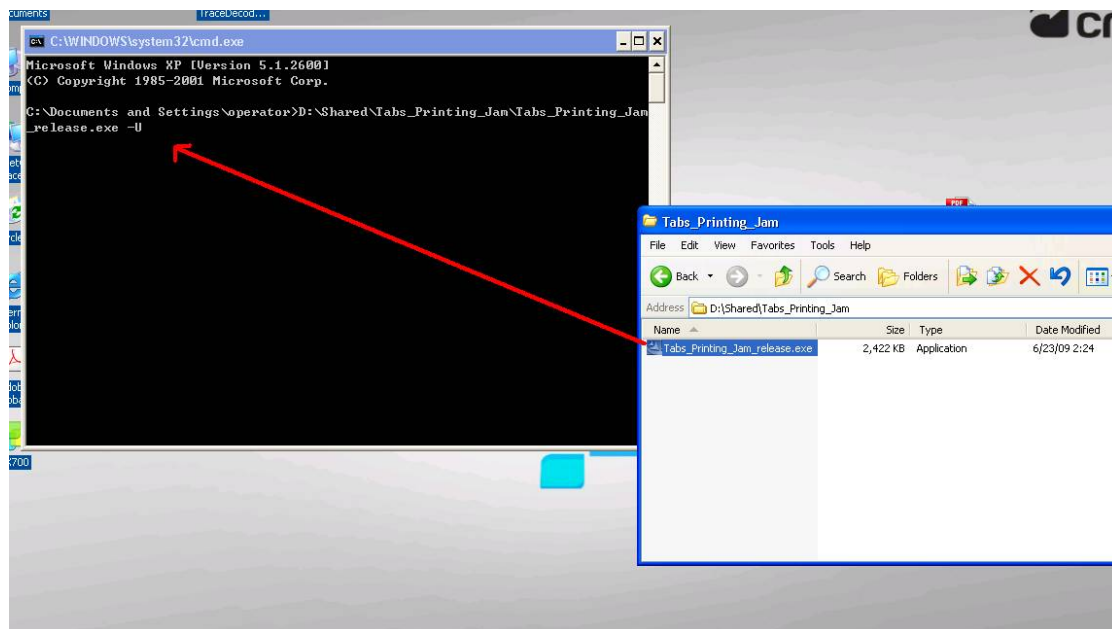 cuments
TraceDecod...
C:\WINDOWS\system32\cmd.exe
Microsoft Windows XP [Version 5.1.2600]
(C) Copyright 1985-2001 Microsoft Corp.
C:\Documents and Settings\operator>D:\Shared\Tabs_Printing_Jam\Tabs_Printing_Jam
_release.exe -U
PDF
Tabs_Printing_Jam
File Edit View Favorites Tools Help
Back Search Folders
Address D:\Shared\Tabs_Printing_Jam
Name Size Type Date Modified
Tabs_Printing_Jam_release.exe 2,422 KB Application 6/23/09 2:24
700